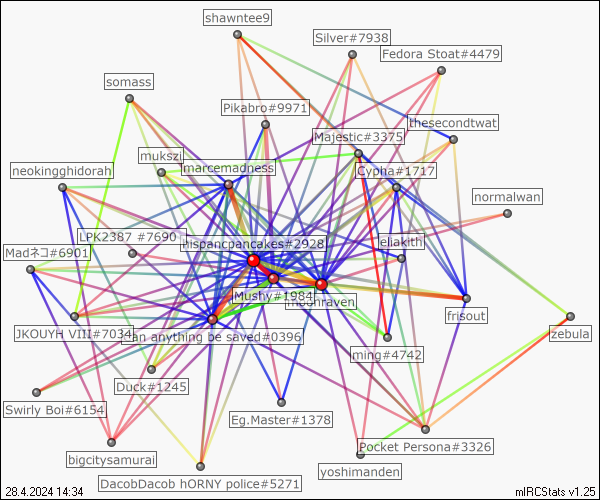 shawntee9
Silver#7938
Fedora Stoat#4479
somass
Pikabro#9971
thesecondtwat
Majestic#3375
mukszi
marcemadness
Cypha#1717
neokingghidorah
normalwan
LPK2387 #7690
Hispancpancakes#2928
eliakith
Madネコ#6901
Mushy#1984
moonraven
frisout
JKOUYH VIII#7034
an anything be saved#0396
zebula
ming#4742
Duck#1245
Swirly Boi#6154
Eg.Master#1378
Pocket Persona#3326
bigcitysamurai
yoshimanden
DacobDacob hORNY police#5271
28.4.2024 14:34
mIRCStats v1.25